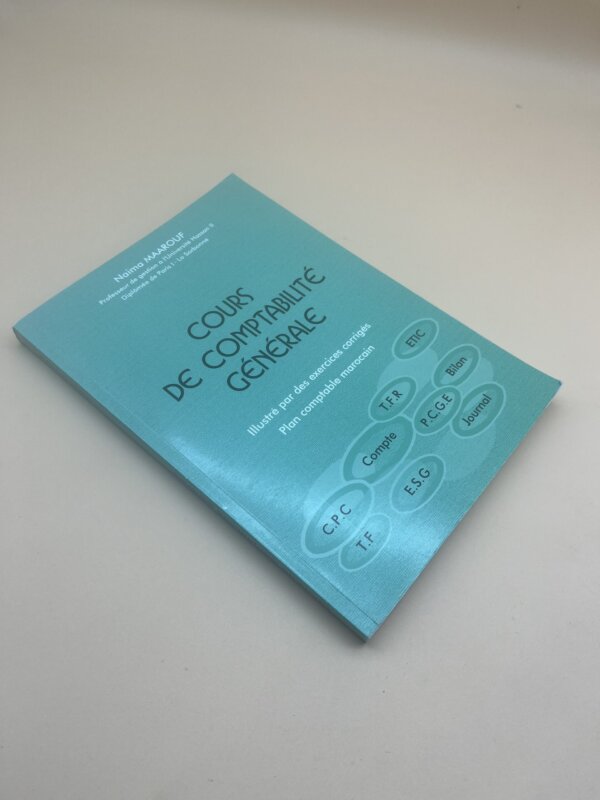 Naima MAAROUF
Professeur de gestion à l'Université Hassan II
Diplômée de Paris I - La Sorbonne
COURS
DE COMPTABILITÉ
GÉNÉRALE
Illustré par des exercices corrigés
Plan comptable marocain
ETIC
Bilan
T.F.R
P.C.G.E
Journal
Compte
E.S.G
C.P.C
T.F